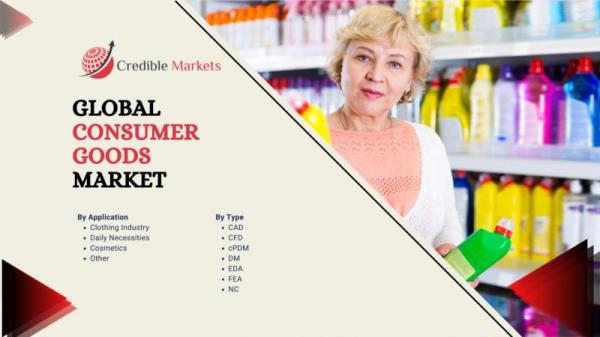 Credible Markets
GLOBAL
CONSUMER
GOODS
MARKET
By Application
• Clothing Industry
• Daily Necessities
• Cosmetics
• Other
By Type
• CAD
• CFD
• cPDM
• DM
• EDA
• FEA
• NC